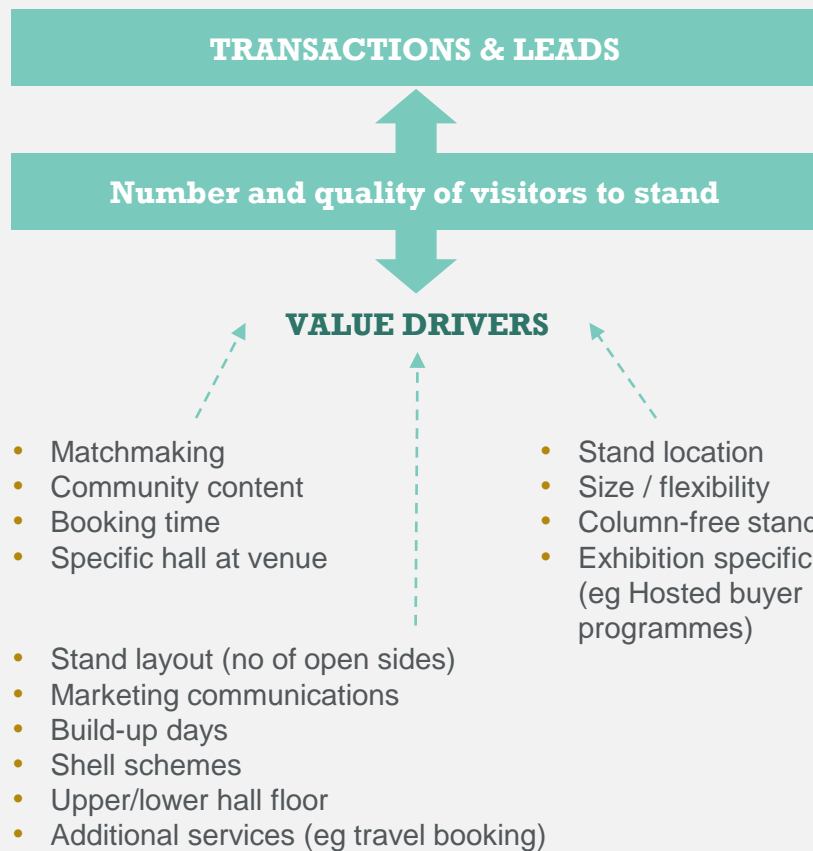 TRANSACTIONS & LEADS
Number and quality of visitors to stand
VALUE DRIVERS
• Matchmaking
• Community content
• Booking time
• Specific hall at venue
• Stand location
• Size / flexibility
• Column-free stand
• Exhibition specific
(eg Hosted buyer
programmes)
• Stand layout (no of open sides)
• Marketing communications
• Build-up days
• Shell schemes
• Upper/lower hall floor
• Additional services (eg travel booking)